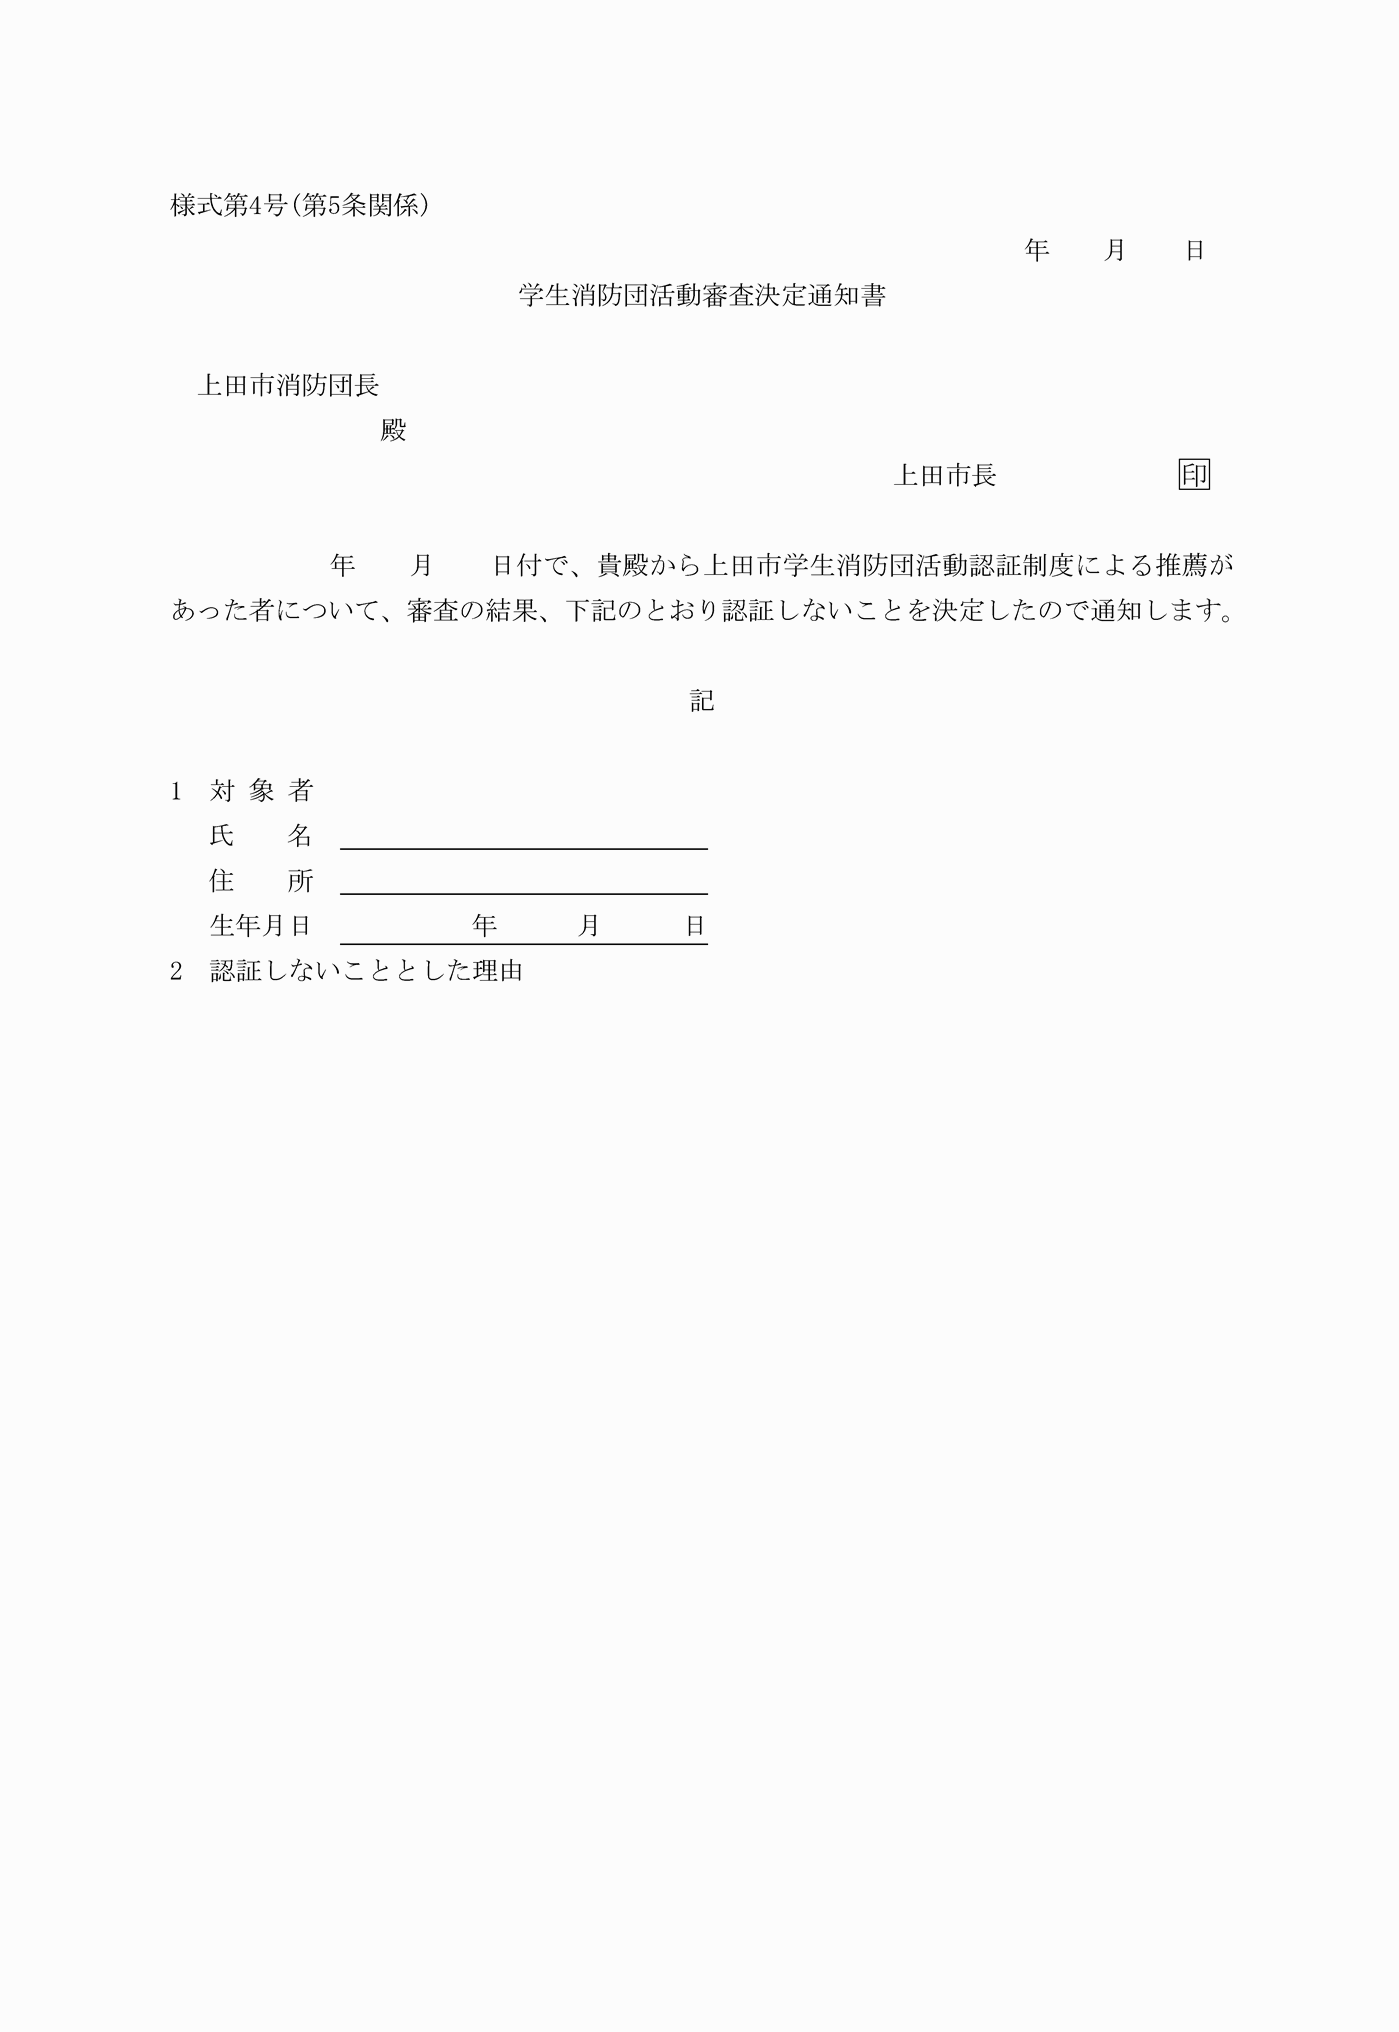 様式第4号(第5条関係)
年　　月　　日
学生消防団活動審査決定通知書
上田市消防団長
殿
上田市長　　　　　　　印
年　　月　　日付で、貴殿から上田市学生消防団活動認証制度による推薦が
あった者について、審査の結果、下記のとおり認証しないことを決定したので通知します。
記
1　対 象 者
氏　　名
住　　所
生年月日　　　　　　年　　　月　　　日
2　認証しないこととした理由